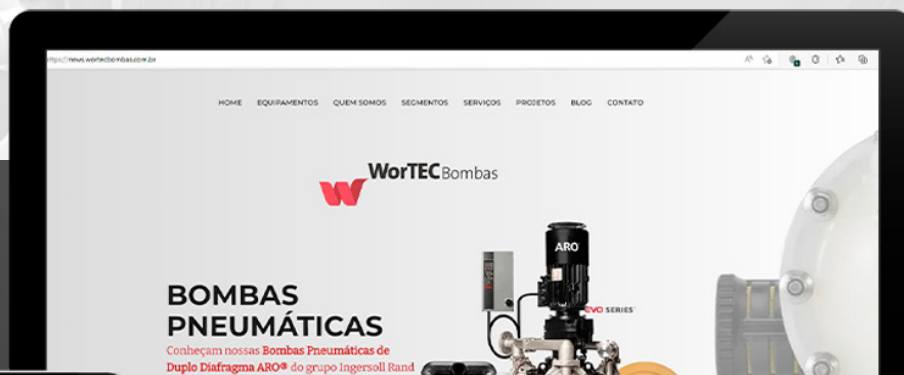 https://news.wortecbombas.com.br
HOME EQUIPAMENTOS QUEM SOMOS SEGMENTOS SERVIÇOS PROJETOS BLOG CONTATO
WorTECBombas
ARO
EVO SERIES™
BOMBAS
PNEUMÁTICAS
Conheçam nossas Bombas Pneumáticas de
Duplo Diafragma ARO® do grupo Ingersoll Rand